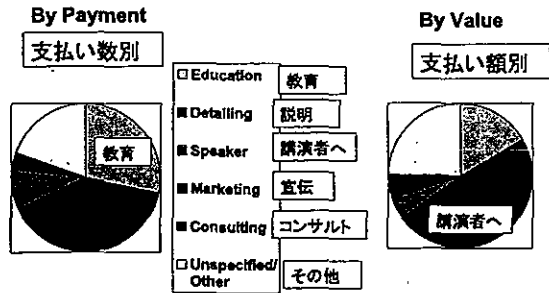 By Payment
支払い数別
教育
Education 教育
Detailing 説明
Speaker 講演者へ
Marketing 宣伝
Consulting コンサルト
Unspecified/
Other その他
By Value
支払い額別
講演者へ